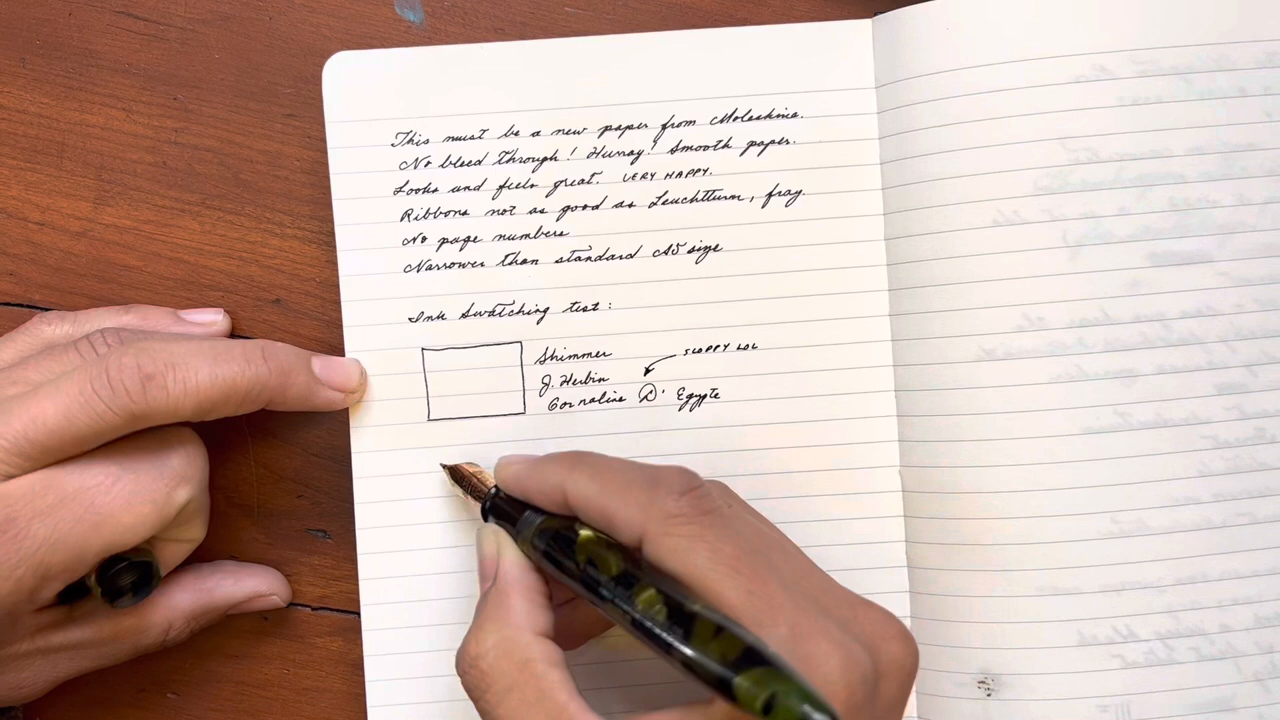 This must be a new paper from Moleskine.
No bleed through! Hurray! Smooth paper.
Looks and feels great. VERY HAPPY.
Ribbons not as good as Leuchtturm, fray.
No page numbers
Narrower than standard A5 size
Ink Swatching test:
Shimmer
SLOPPY LOL
J. Herbin
Cornaline D' Egypte